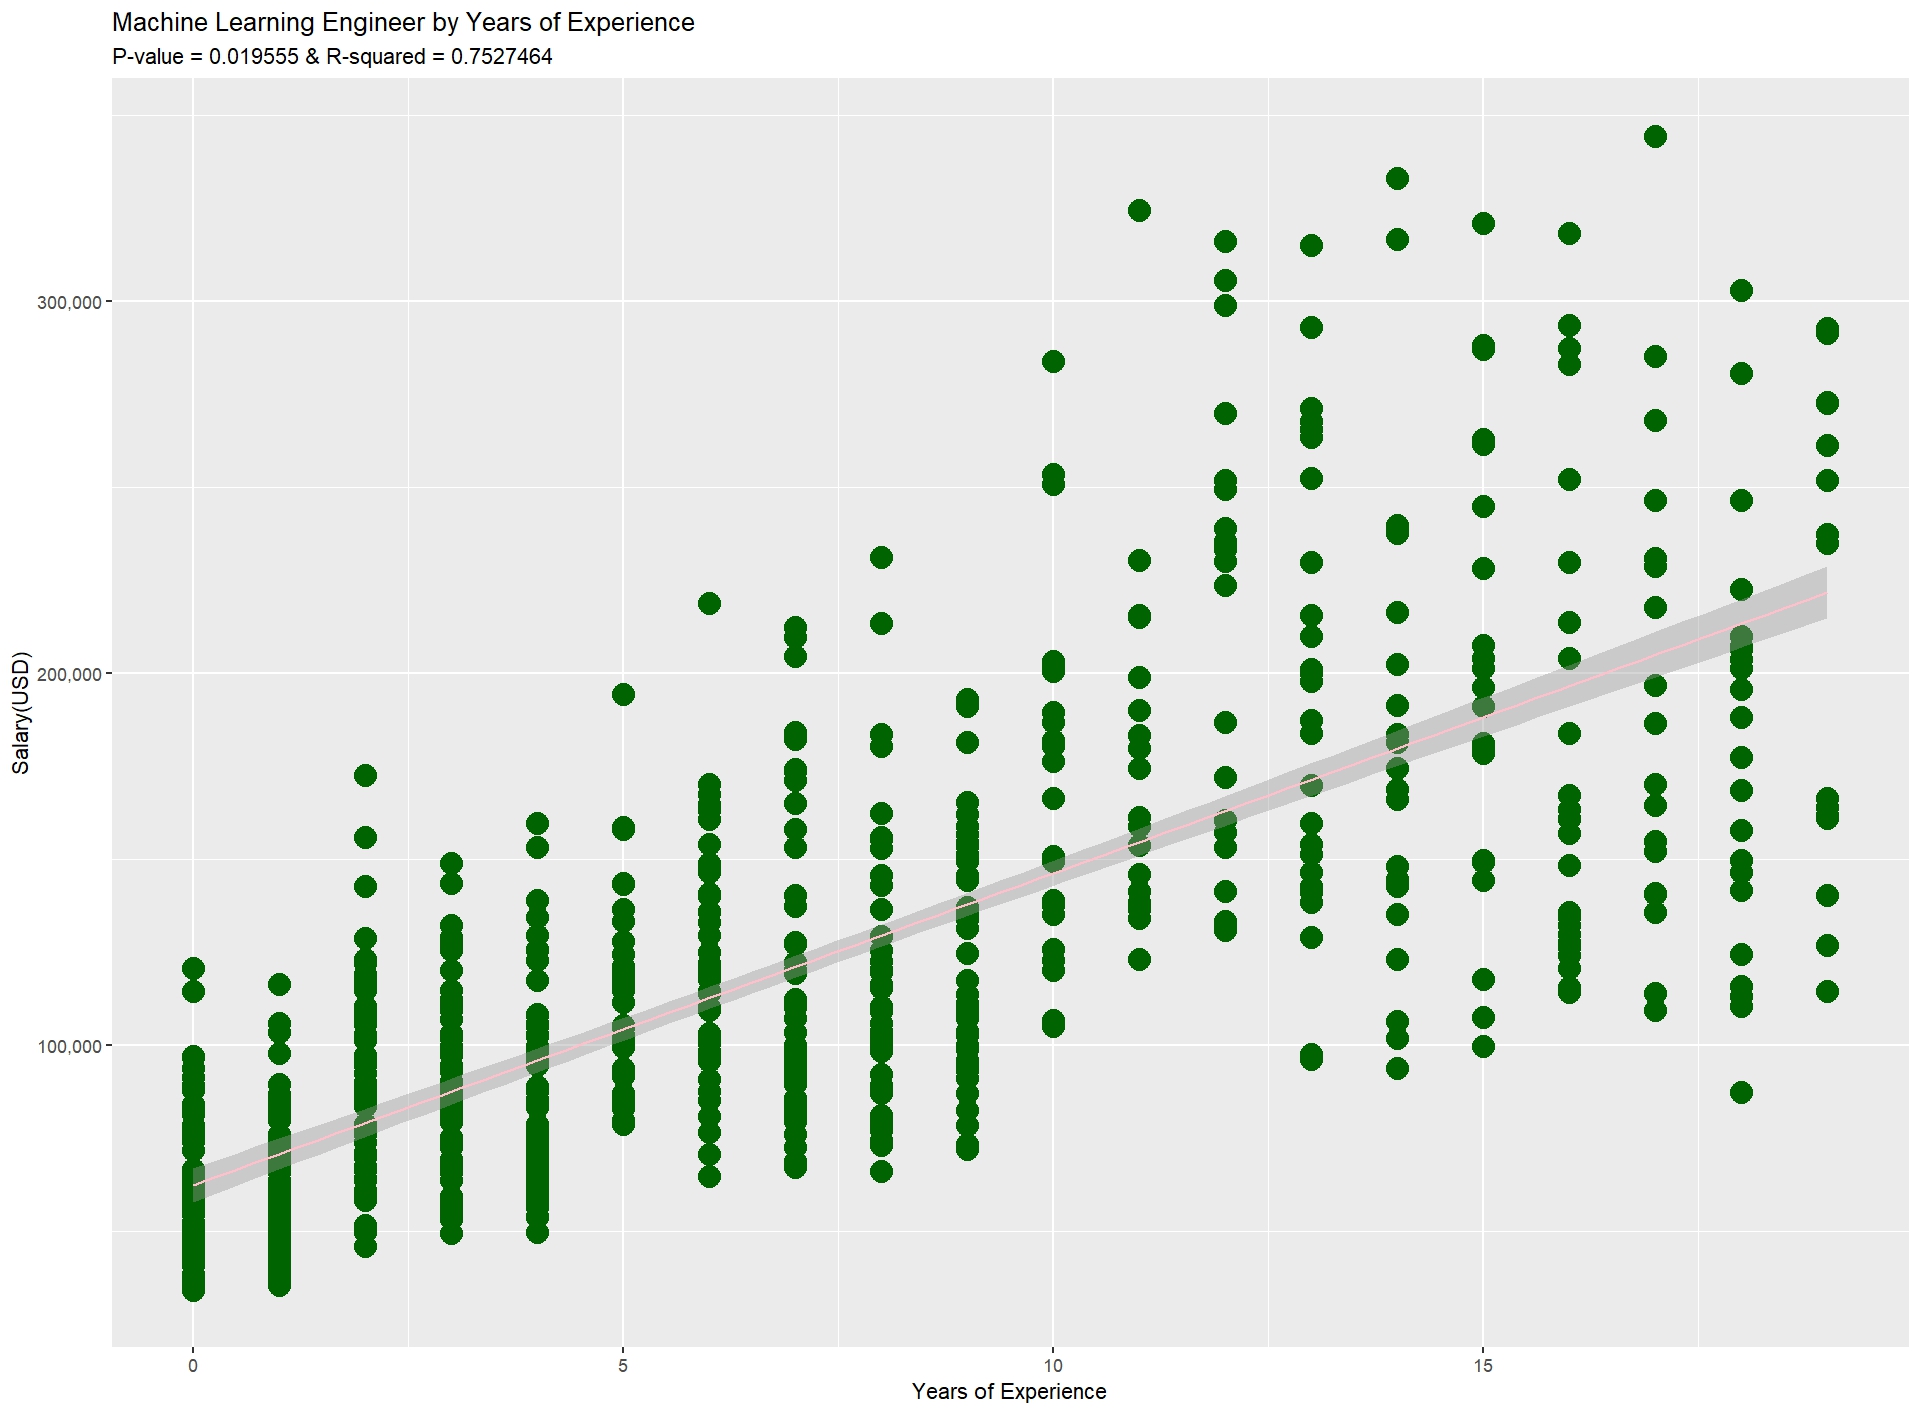 Machine Learning Engineer by Years of Experience
P-value = 0.019555 & R-squared = 0.7527464
300,000
200,000
100,000
Salary(USD)
0
5
10
15
Years of Experience